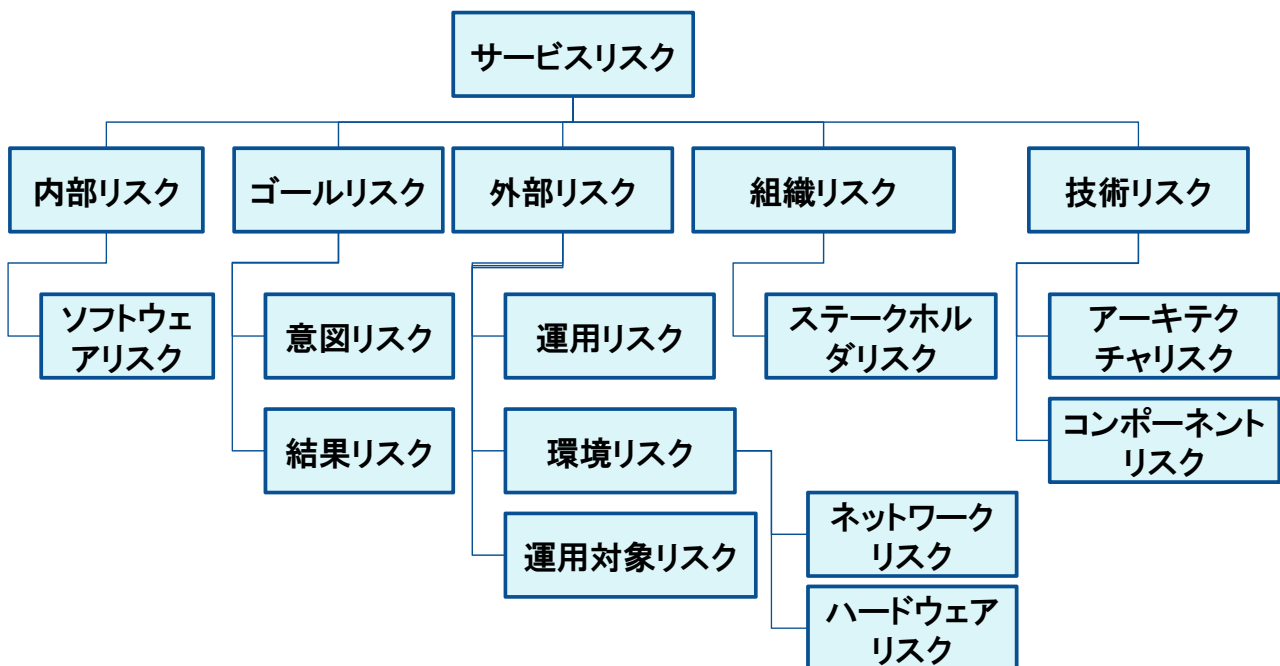 サービスリスク
内部リスク
ゴールリスク
外部リスク
組織リスク
技術リスク
ソフトウェ
アリスク
意図リスク
運用リスク
ステークホル
ダリスク
アーキテク
チャリスク
結果リスク
環境リスク
コンポーネント
リスク
運用対象リスク
ネットワーク
リスク
ハードウェア
リスク